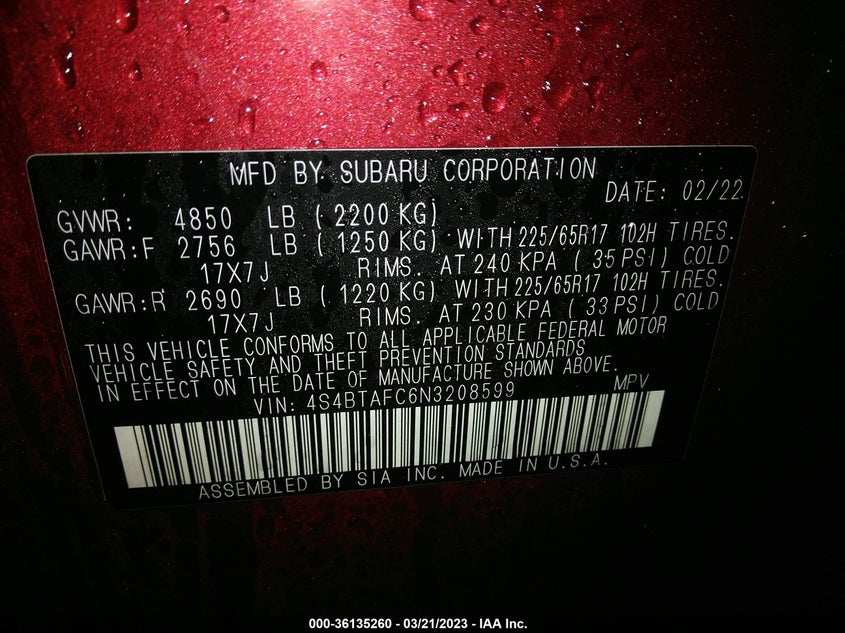 MFD BY SUBARU CORPORATION
DATE: 02/22
GVWR: 4850 LB (2200 KG)
GAWR:F 2756 LB (1250 KG) WITH 225/65R17 102H TIRES.
17X7J RIMS. AT 240 KPA (35 PSI) COLD
GAWR:R 2690 LB (1220 KG) WITH 225/65R17 102H TIRES.
17X7J RIMS. AT 230 KPA (33 PSI) COLD
THIS VEHICLE CONFORMS TO ALL APPLICABLE FEDERAL MOTOR
VEHICLE SAFETY AND THEFT PREVENTION STANDARDS
IN EFFECT ON THE DATE OF MANUFACTURE SHOWN ABOVE.
VIN: 4S4BTAFC6N3208599 MPV
ASSEMBLED BY SIA INC. MADE IN U.S.A.
000-36135260 - 03/21/2023 - IAA Inc.